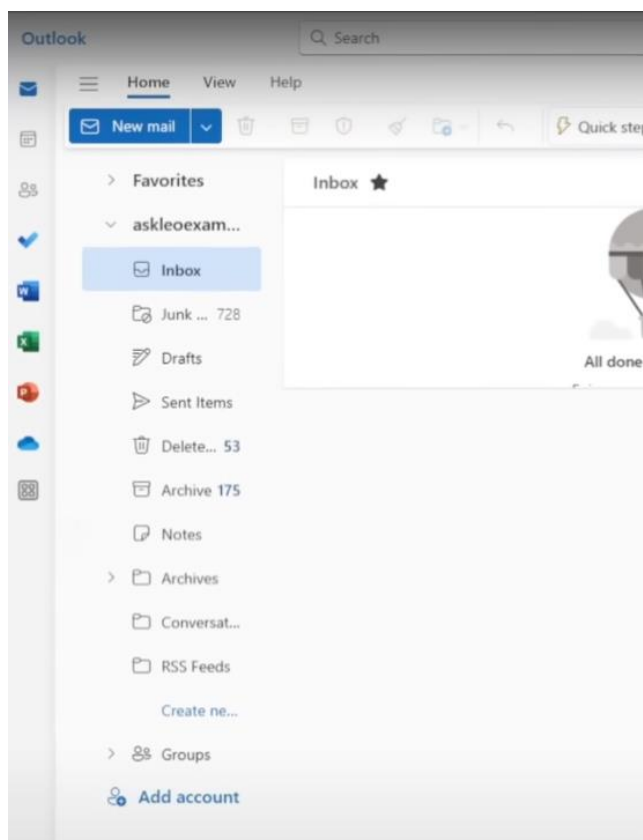 Outlook
Search
Home View Help
New mail
Quick step
Favorites
Inbox
askleoexam...
Inbox
Junk ... 728
All done
Drafts
Sent Items
Delete... 53
Archive 175
Notes
Archives
Conversat...
RSS Feeds
Create ne...
Groups
Add account